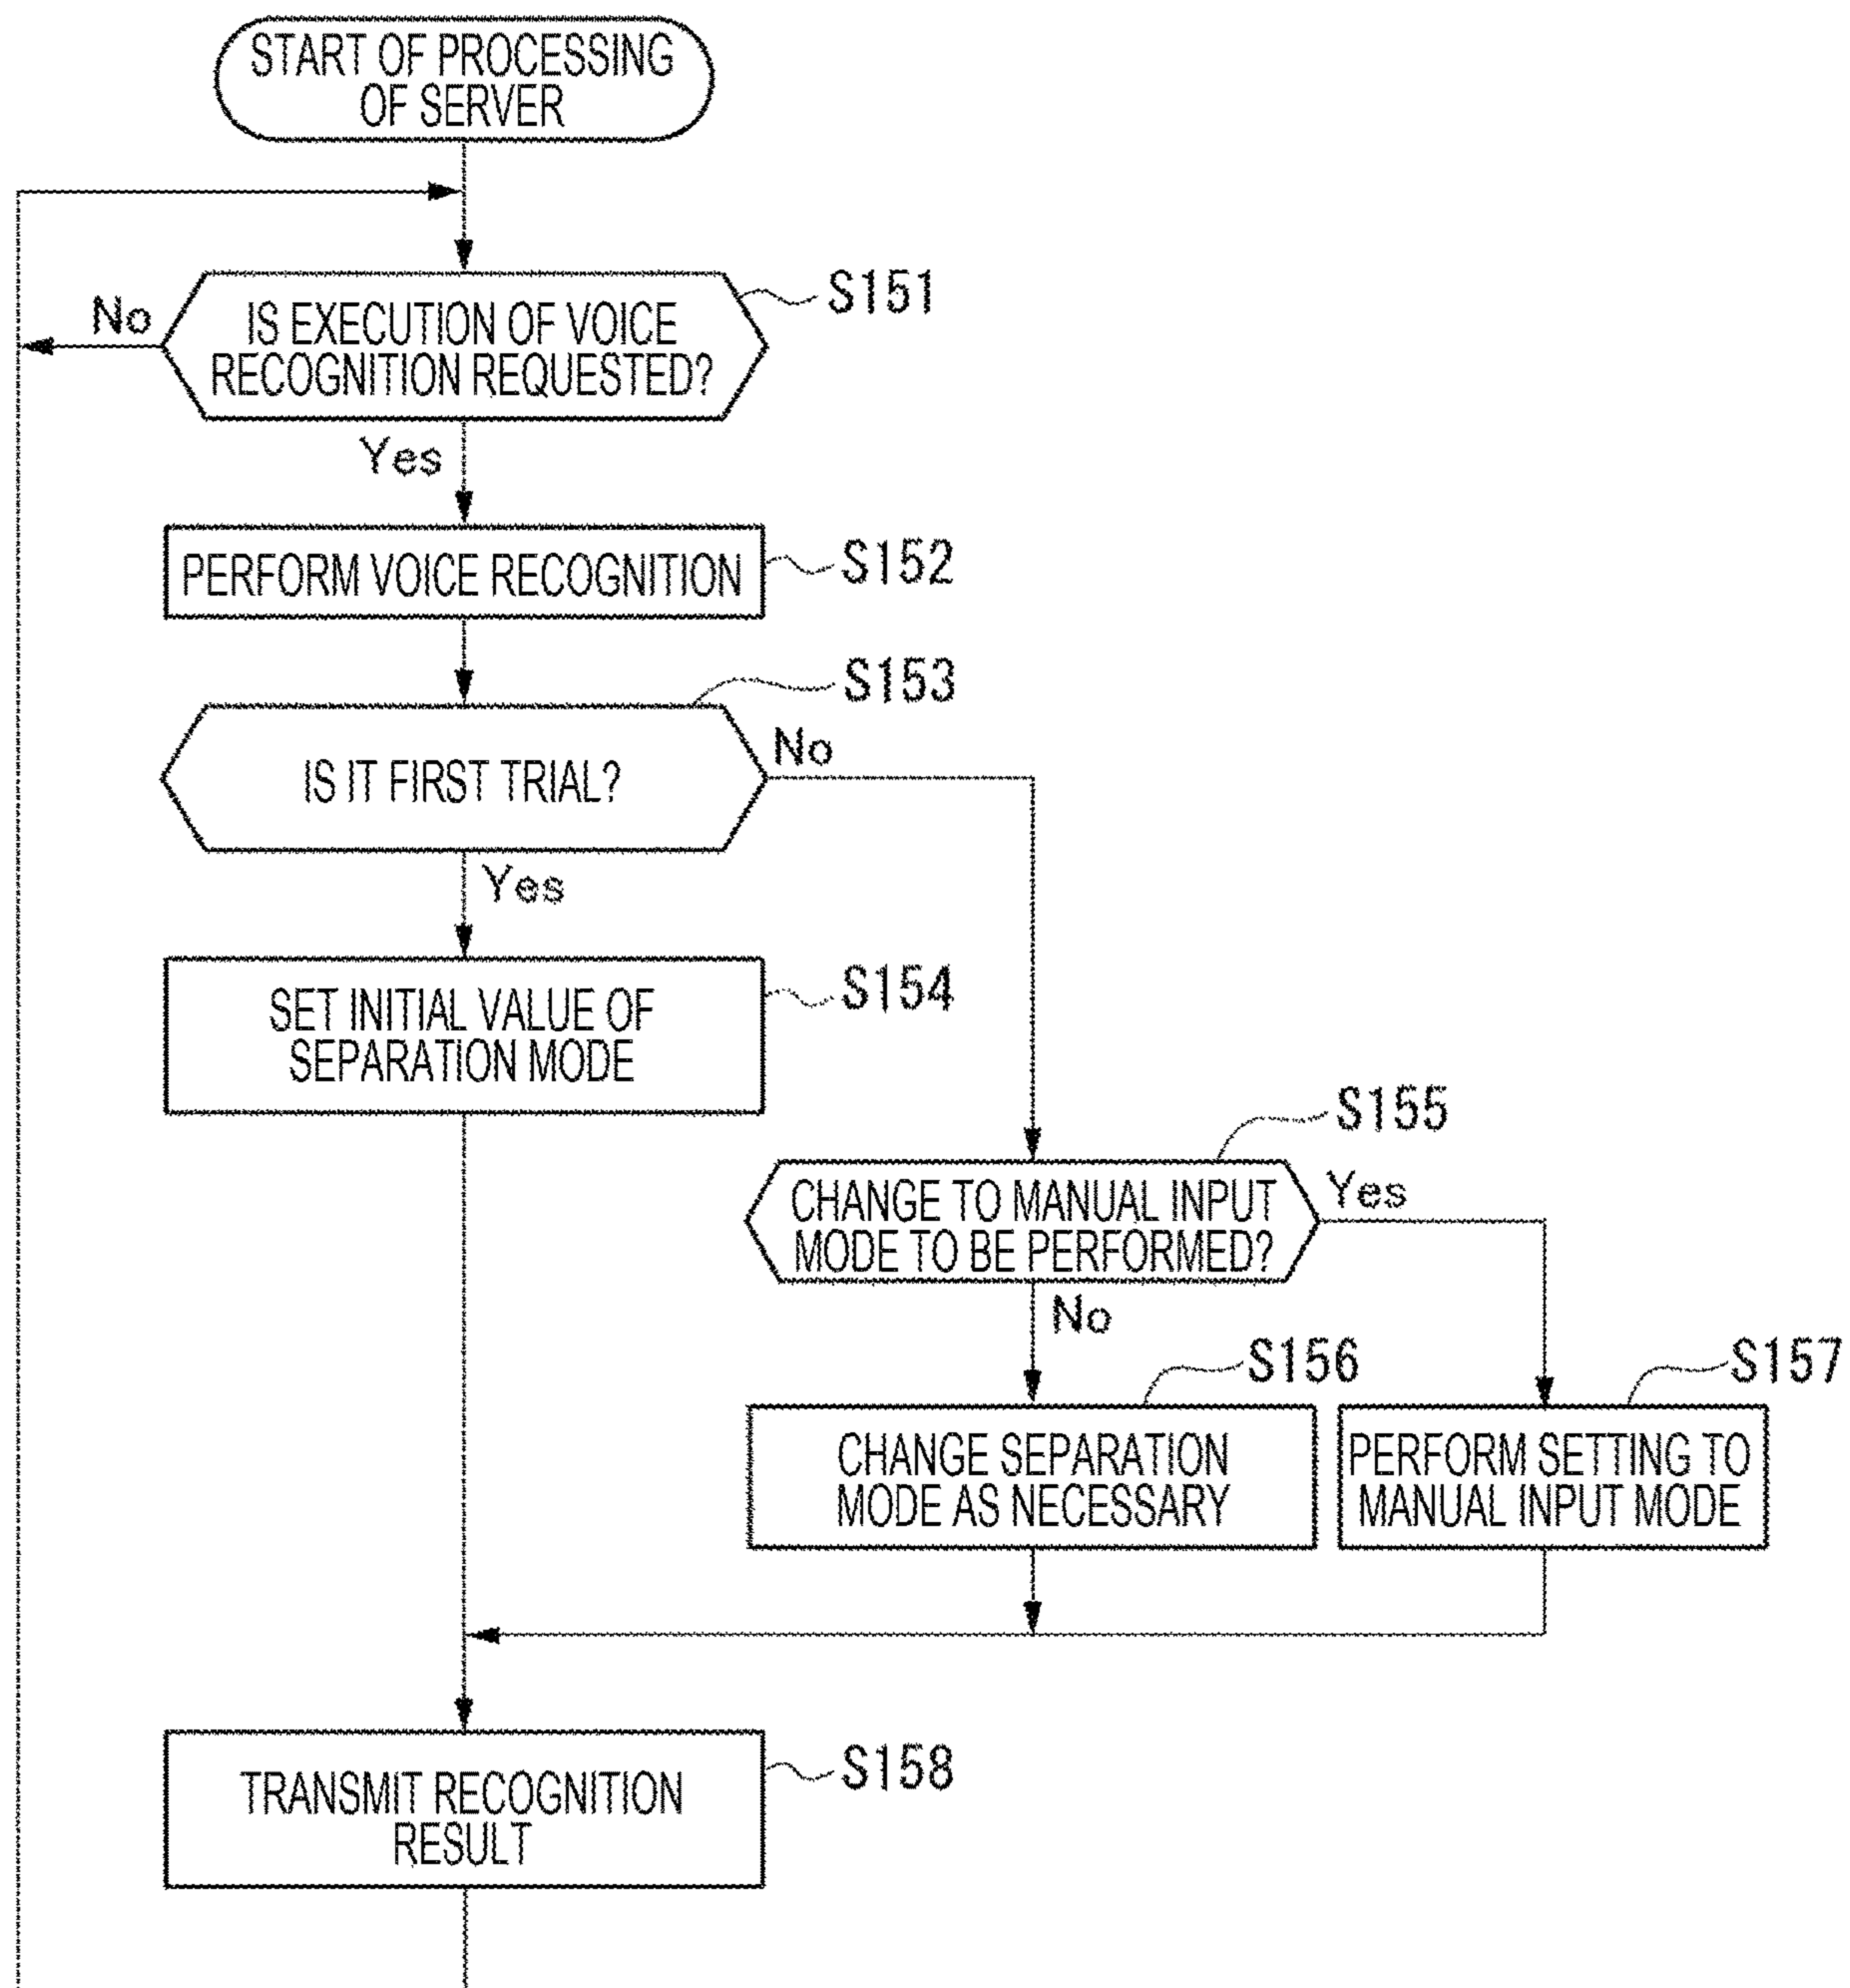 START OF PROCESSING
OF SERVER
S151
No
IS EXECUTION OF VOICE
RECOGNITION REQUESTED?
Yes
PERFORM VOICE RECOGNITION
S152
S153
IS IT FIRST TRIAL?
No
Yes
SET INITIAL VALUE OF
SEPARATION MODE
S154
S155
CHANGE TO MANUAL INPUT
MODE TO BE PERFORMED?
Yes
No
S156
S157
CHANGE SEPARATION
MODE AS NECESSARY
PERFORM SETTING TO
MANUAL INPUT MODE
TRANSMIT RECOGNITION
RESULT
S158